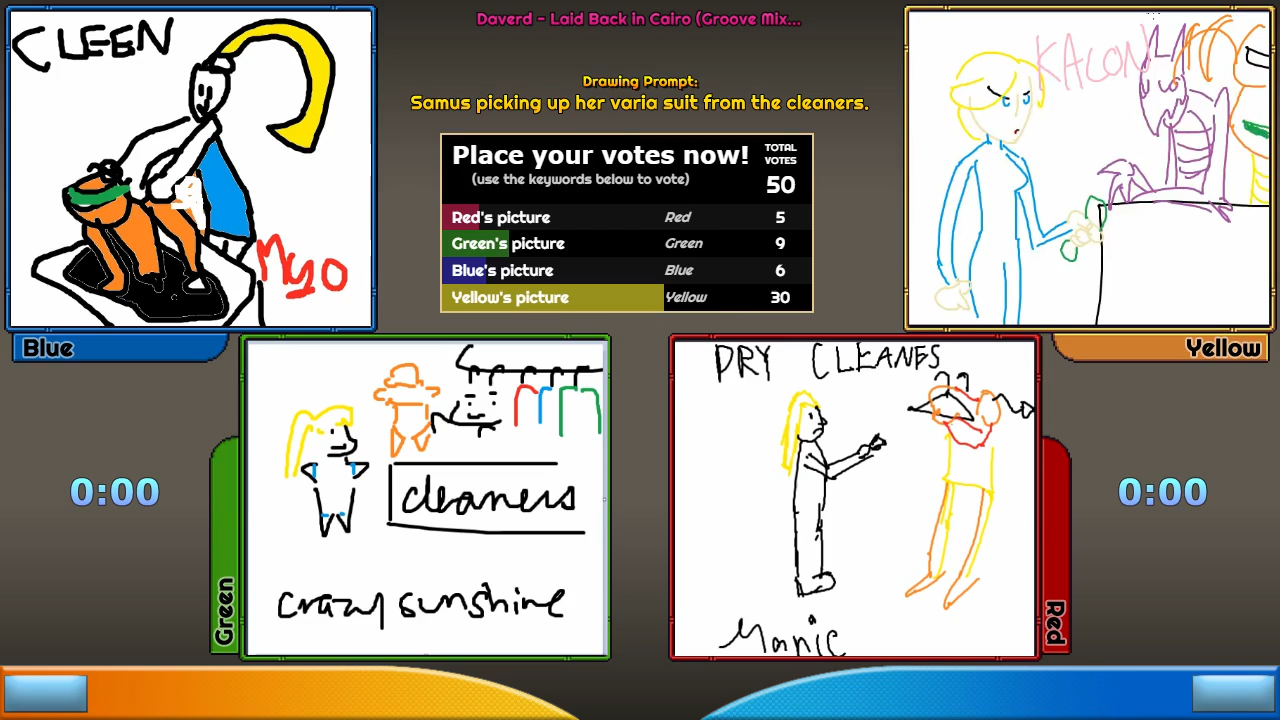 Daverd - Laid Back in Cairo (Groove Mix...
Drawing Prompt:
Samus picking up her varia suit from the cleaners.
Place your votes now!
(use the keywords below to vote)
TOTAL
VOTES
50
Red's picture Red 5
Green's picture Green 9
Blue's picture Blue 6
Yellow's picture Yellow 30
CLEEN
Myo
Blue
KALON
Yellow
cleaners
crazy sunshine
Green
DRY CLEANES
Manic
Red
0:00
0:00